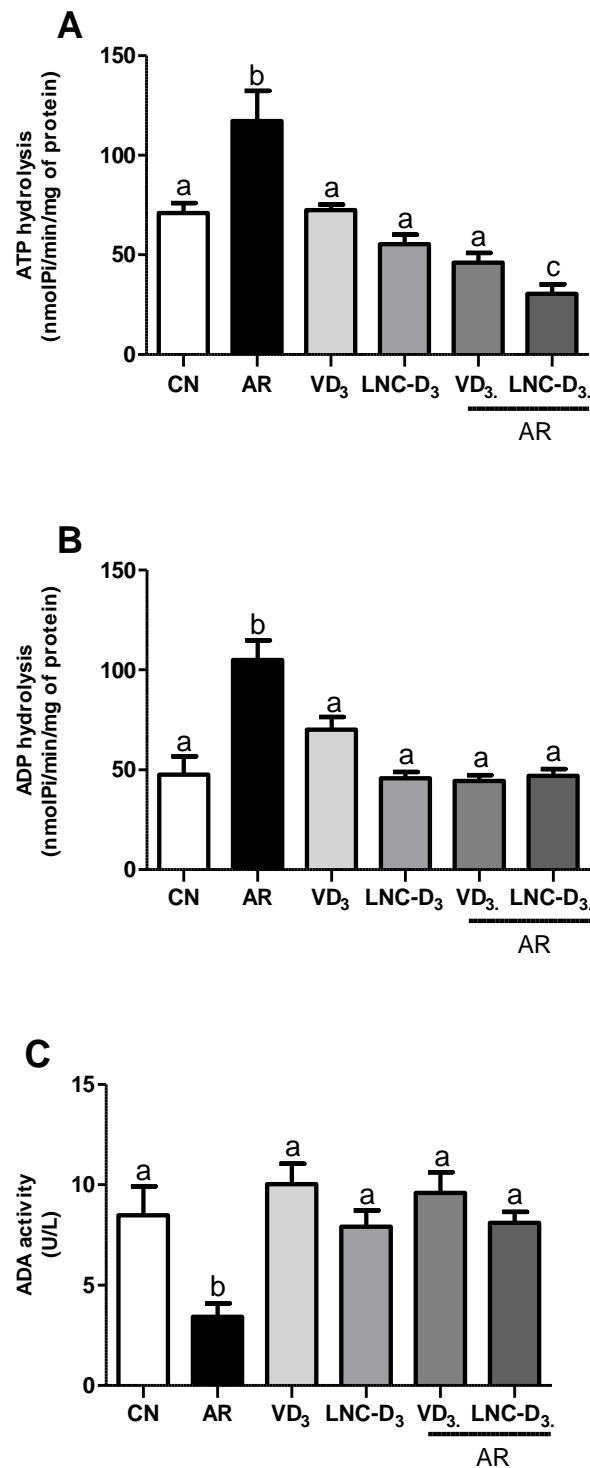 A
ATP hydrolysis
(nmolPi/min/mg of protein)
150
100
50
0
a
b
a
a
a
c
CN AR VD₃ LNC-D₃ VD₃. LNC-D₃.
AR
B
ADP hydrolysis
(nmolPi/min/mg of protein)
150
100
50
0
a
b
a
a
a
a
CN AR VD₃ LNC-D₃ VD₃. LNC-D₃.
AR
C
ADA activity
(U/L)
15
10
5
0
a
b
a
a
a
a
CN AR VD₃ LNC-D₃ VD₃. LNC-D₃.
AR